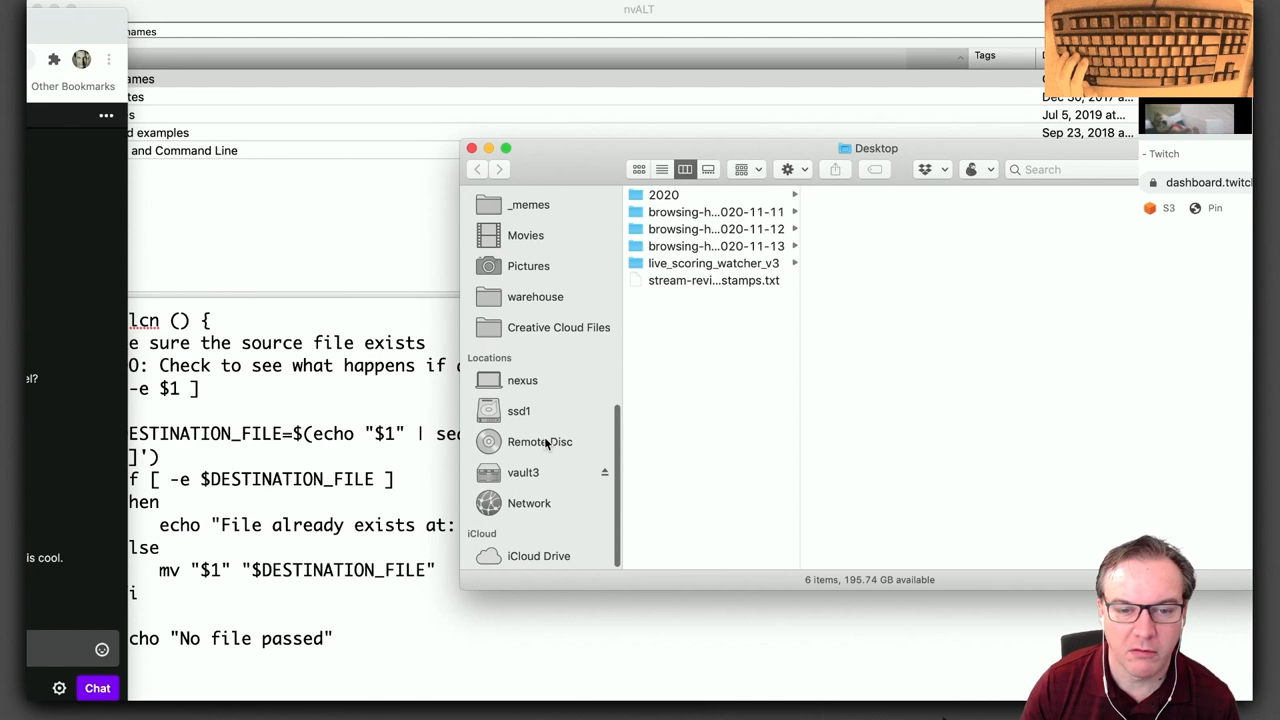 nvALT
names
Tags
ames
tes
Dec 30, 2017 a...
s
Jul 5, 2019 at...
d examples
Sep 23, 2018 a...
and Command Line
Other Bookmarks
el?
is cool.
Chat
lcn () {
e sure the source file exists
O: Check to see what happens if
-e $1 ]
ESTINATION_FILE=$(echo "$1" | sed
]')
f [ -e $DESTINATION_FILE ]
hen
echo "File already exists at:
lse
mv "$1" "$DESTINATION_FILE"
i
cho "No file passed"
Desktop
Search
_memes
Movies
Pictures
warehouse
Creative Cloud Files
Locations
nexus
ssd1
Remote Disc
vault3
Network
iCloud
iCloud Drive
2020
browsing-h...020-11-11
browsing-h...020-11-12
browsing-h...020-11-13
live_scoring_watcher_v3
stream-revi...stamps.txt
6 items, 195.74 GB available
- Twitch
dashboard.twitc
S3
Pin